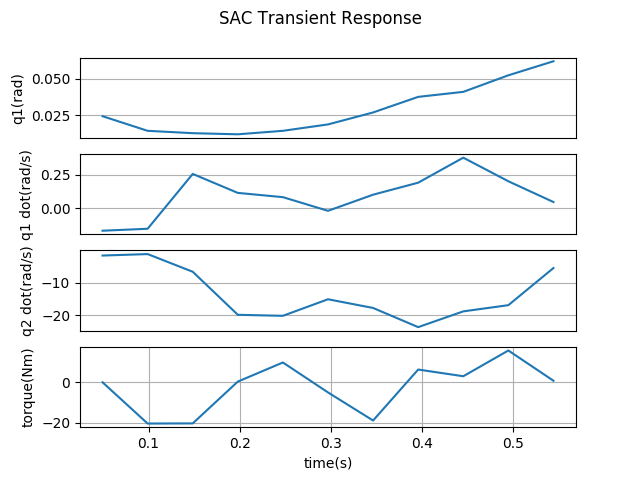 SAC Transient Response
q1(rad)
0.050
0.025
q1 dot(rad/s)
0.25
0.00
q2 dot(rad/s)
−10
−20
torque(Nm)
0
−20
0.1 0.2 0.3 0.4 0.5
time(s)